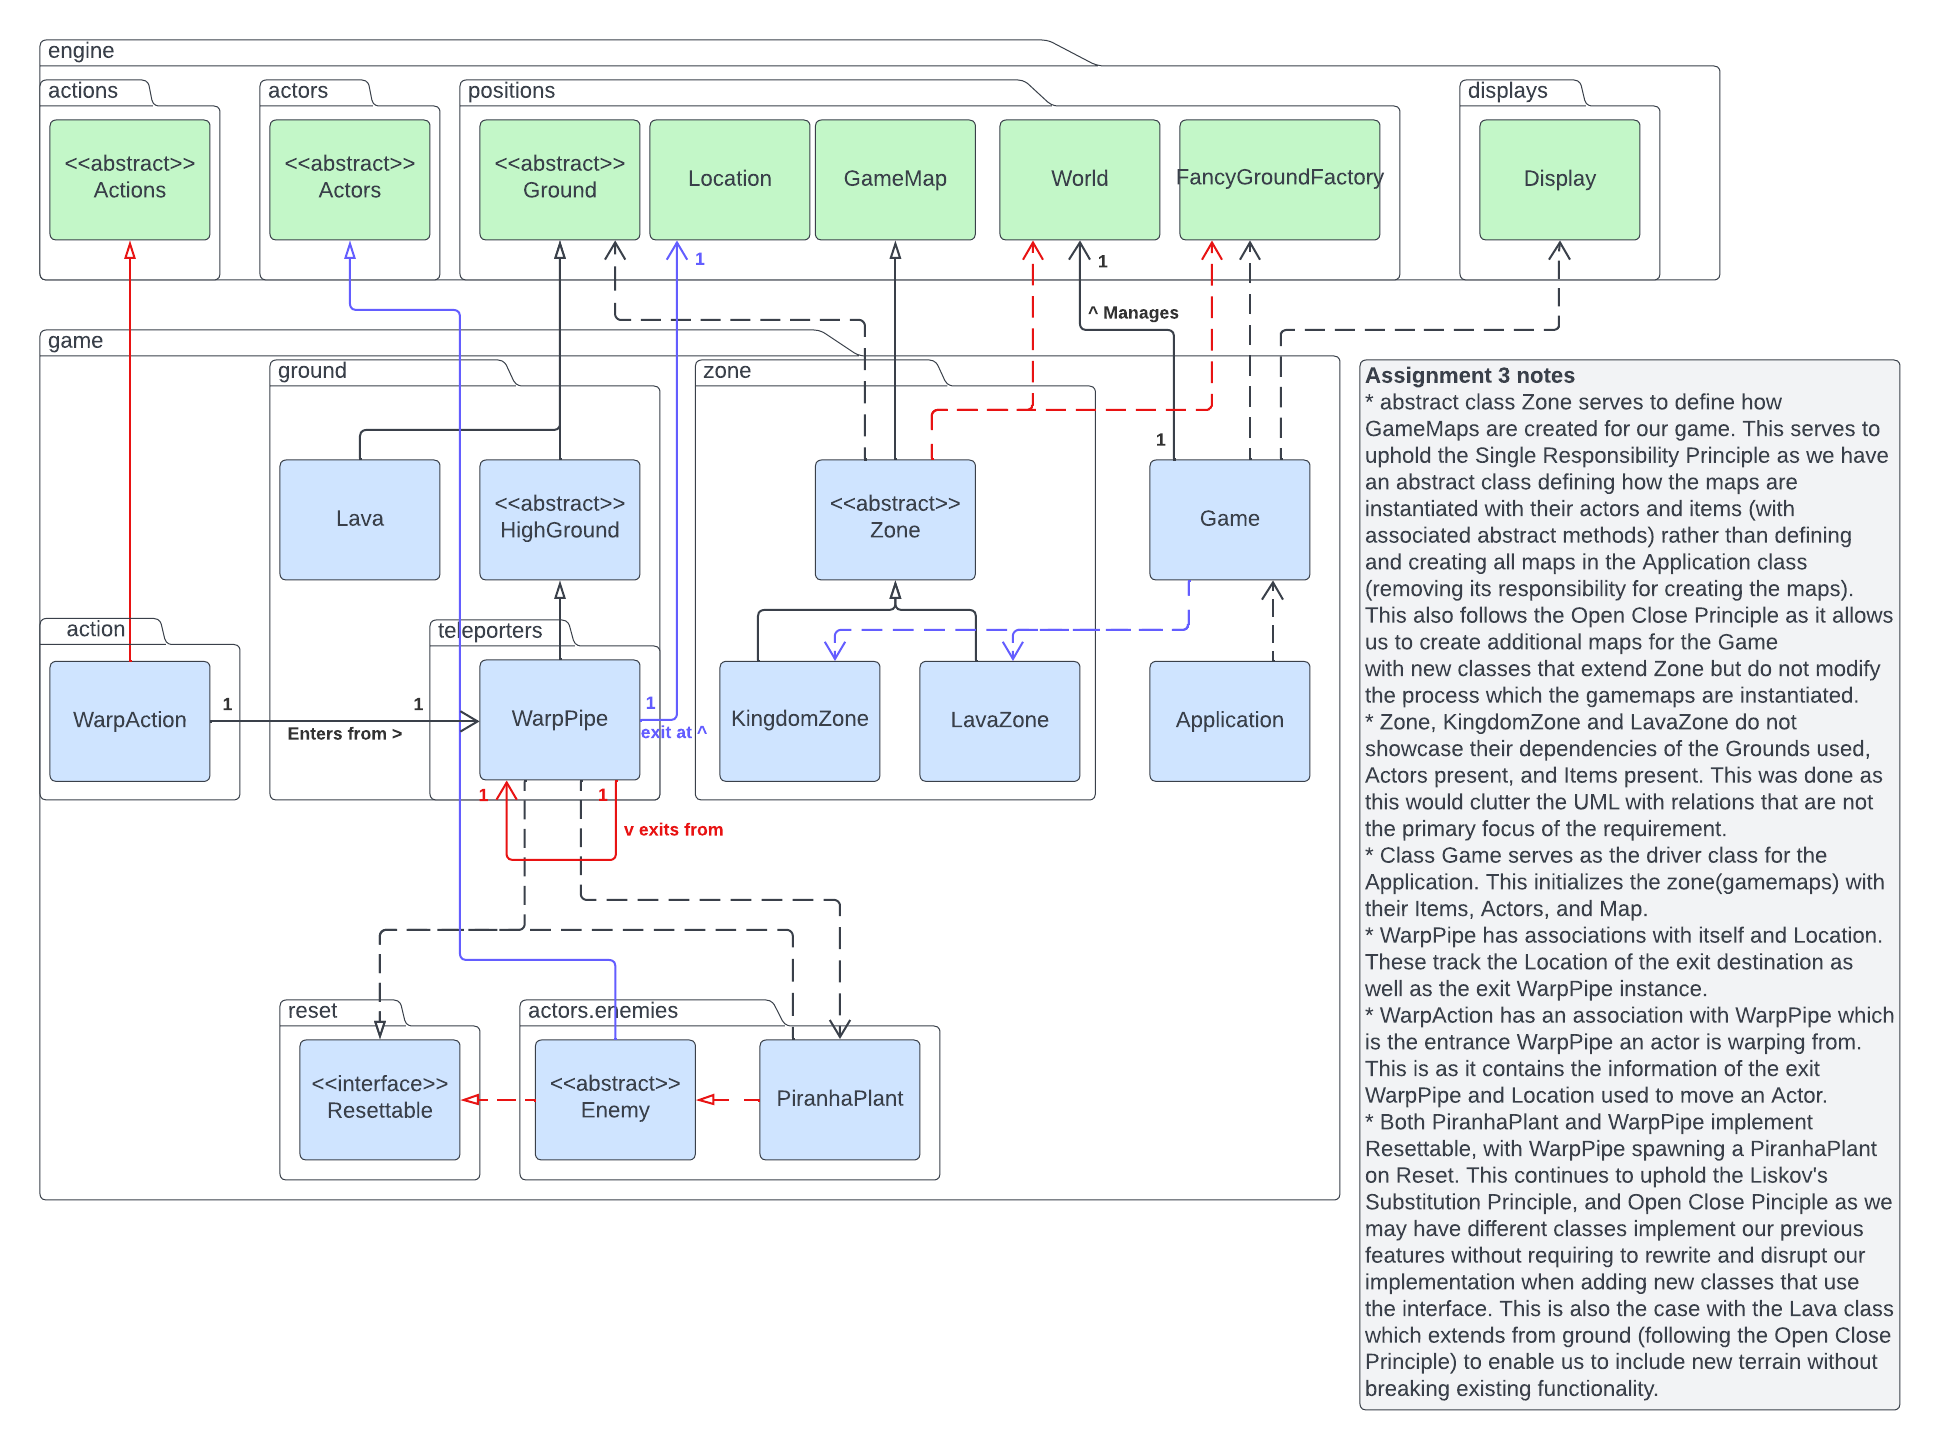 engine
actions
actors
positions
displays
<<abstract>>
Actions
<<abstract>>
Actors
<<abstract>>
Ground
Location
GameMap
World
FancyGroundFactory
Display
1
1
^ Manages
game
ground
zone
1
Lava
<<abstract>>
HighGround
<<abstract>>
Zone
Game
action
teleporters
WarpAction
1
Enters from >
1
WarpPipe
1
exit at ^
KingdomZone
LavaZone
Application
1
1
v exits from
reset
actors.enemies
<<interface>>
Resettable
<<abstract>>
Enemy
PiranhaPlant
Assignment 3 notes
* abstract class Zone serves to define how
GameMaps are created for our game. This serves to
uphold the Single Responsibility Principle as we have
an abstract class defining how the maps are
instantiated with their actors and items (with
associated abstract methods) rather than defining
and creating all maps in the Application class
(removing its responsibility for creating the maps).
This also follows the Open Close Principle as it allows
us to create additional maps for the Game
with new classes that extend Zone but do not modify
the process which the gamemaps are instantiated.
* Zone, KingdomZone and LavaZone do not
showcase their dependencies of the Grounds used,
Actors present, and Items present. This was done as
this would clutter the UML with relations that are not
the primary focus of the requirement.
* Class Game serves as the driver class for the
Application. This initializes the zone(gamemaps) with
their Items, Actors, and Map.
* WarpPipe has associations with itself and Location.
These track the Location of the exit destination as
well as the exit WarpPipe instance.
* WarpAction has an association with WarpPipe which
is the entrance WarpPipe an actor is warping from.
This is as it contains the information of the exit
WarpPipe and Location used to move an Actor.
* Both PiranhaPlant and WarpPipe implement
Resettable, with WarpPipe spawning a PiranhaPlant
on Reset. This continues to uphold the Liskov's
Substitution Principle, and Open Close Pinciple as we
may have different classes implement our previous
features without requiring to rewrite and disrupt our
implementation when adding new classes that use
the interface. This is also the case with the Lava class
which extends from ground (following the Open Close
Principle) to enable us to include new terrain without
breaking existing functionality.